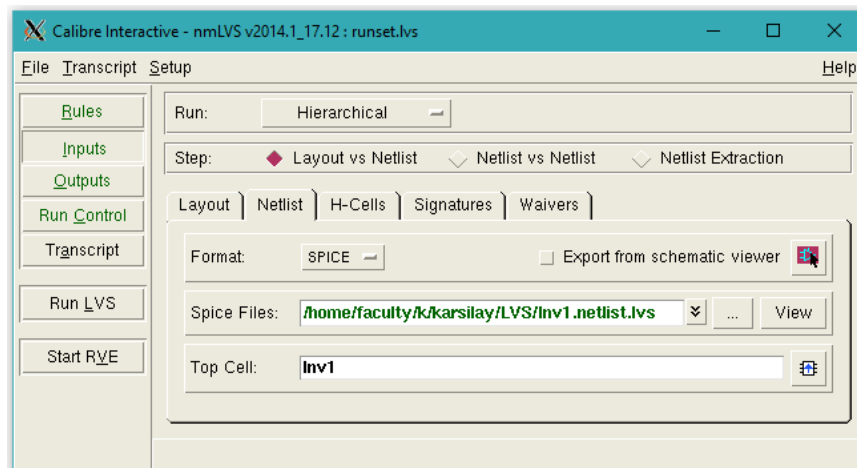 Calibre Interactive - nmLVS v2014.1_17.12 : runset.lvs
File Transcript Setup Help
Rules
Inputs
Outputs
Run Control
Transcript
Run LVS
Start RVE
Run: Hierarchical
Step: Layout vs Netlist Netlist vs Netlist Netlist Extraction
Layout Netlist H-Cells Signatures Waivers
Format: SPICE Export from schematic viewer
Spice Files: /home/faculty/k/karsilay/LVS/Inv1.netlist.lvs ... View
Top Cell: Inv1